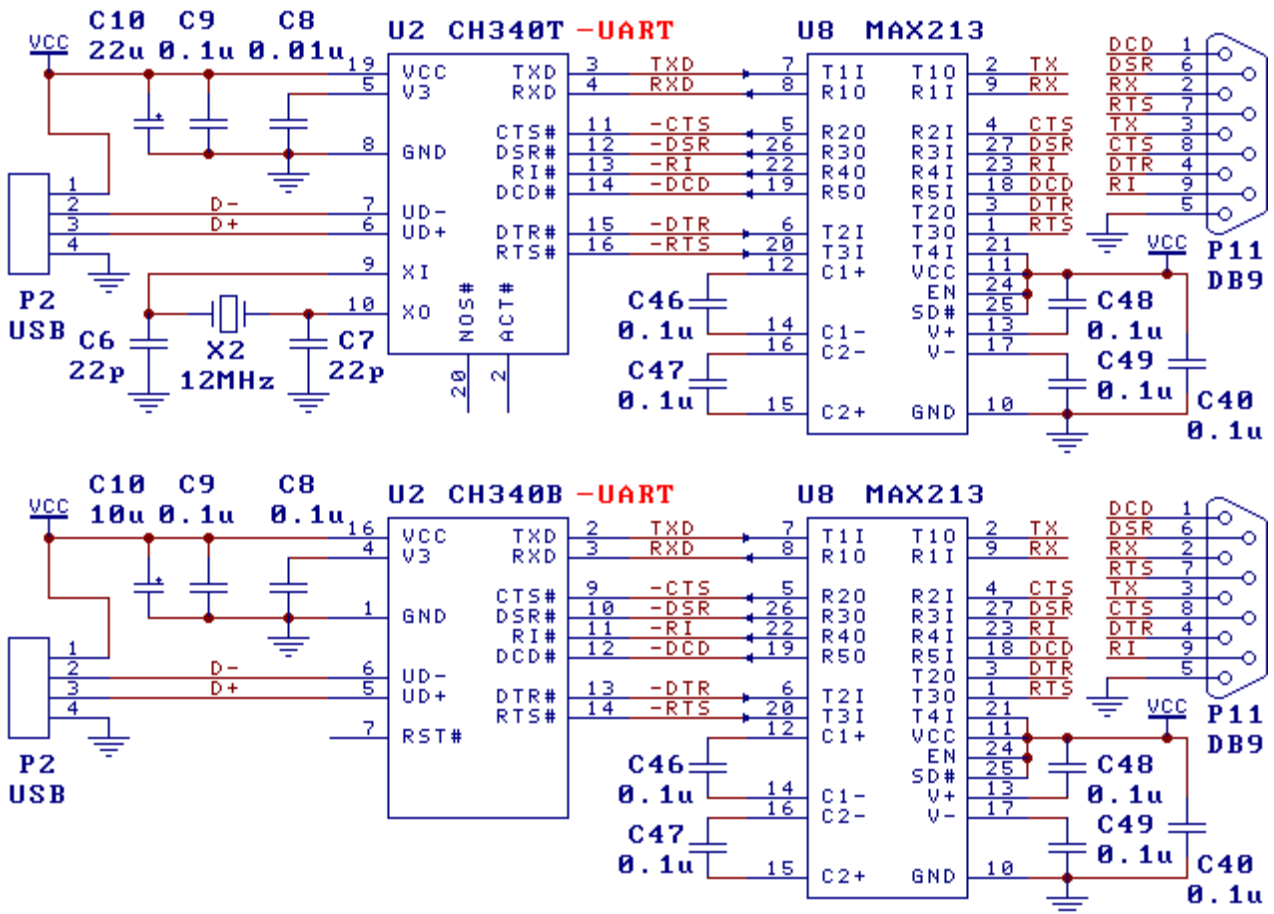 C10 C9 C8 U2 CH340T -UART U8 MAX213
VCC 22u 0.1u 0.01u DCD 1
19 VCC TXD 3 TXD 7 T1I T1O 2 TX DSR 6
5 V3 RXD 4 RXD 8 R1O R1I 9 RX RX 2
RTS 7
CTS# 11 -CTS 5 R2O R2I 4 CTS TX 3
8 GND DSR# 12 -DSR 26 R3O R3I 27 DSR CTS 8
RI# 13 -RI 22 R4O R4I 23 RI DTR 4
1 DCD# 14 -DCD 19 R5O R5I 18 DCD RI 9
2 D- 7 UD- T2O 3 DTR 5
3 D+ 6 UD+ DTR# 15 -DTR 6 T2I T3O 1 RTS
4 RTS# 16 -RTS 20 T3I T4I 21 VCC P11
9 XI 12 C1+ VCC 11 DB9
P2 EN 24
USB 10 XO NOS# ACT# C46 SD# 25 C48
C6 X2 C7 0.1u 14 C1- V+ 13 0.1u
22p 12MHz 22p 16 C2- V- 17 C49
20 2 C47 0.1u
0.1u 15 C2+ GND 10 C40
0.1u
C10 C9 C8 U2 CH340B -UART U8 MAX213
VCC 10u 0.1u 0.1u DCD 1
16 VCC TXD 2 TXD 7 T1I T1O 2 TX DSR 6
4 V3 RXD 3 RXD 8 R1O R1I 9 RX RX 2
RTS 7
CTS# 9 -CTS 5 R2O R2I 4 CTS TX 3
1 GND DSR# 10 -DSR 26 R3O R3I 27 DSR CTS 8
RI# 11 -RI 22 R4O R4I 23 RI DTR 4
1 DCD# 12 -DCD 19 R5O R5I 18 DCD RI 9
2 D- 6 UD- T2O 3 DTR 5
3 D+ 5 UD+ DTR# 13 -DTR 6 T2I T3O 1 RTS
4 RTS# 14 -RTS 20 T3I T4I 21 VCC P11
7 RST# 12 C1+ VCC 11 DB9
P2 EN 24
USB C46 SD# 25 C48
0.1u 14 C1- V+ 13 0.1u
16 C2- V- 17 C49
C47 0.1u
0.1u 15 C2+ GND 10 C40
0.1u